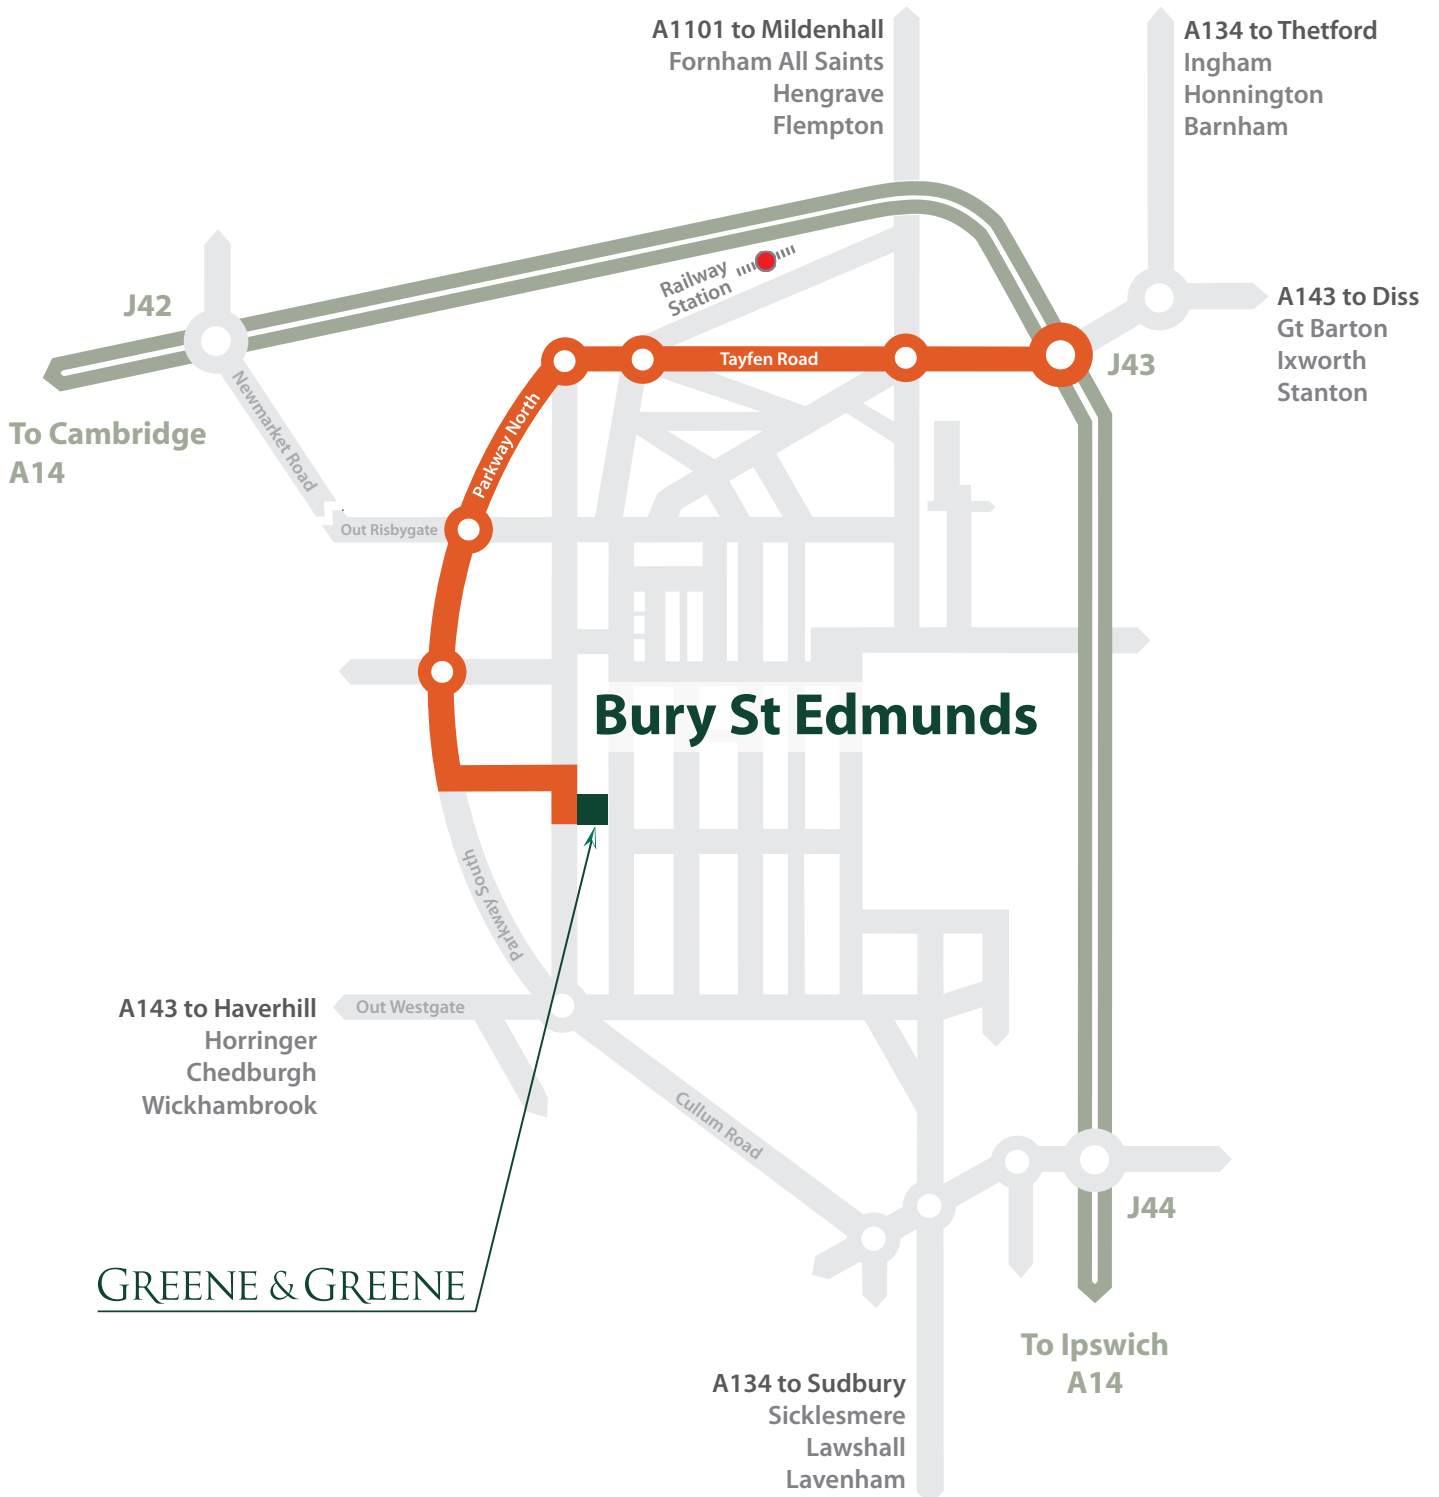 A1101 to Mildenhall
Fornham All Saints
Hengrave
Flempton
A134 to Thetford
Ingham
Honnington
Barnham
Railway
Station
J42
A143 to Diss
Gt Barton
Ixworth
Stanton
Tayfen Road
J43
To Cambridge
A14
Newmarket Road
Parkway North
Out Risbygate
Bury St Edmunds
Parkway South
A143 to Haverhill
Horringer
Chedburgh
Wickhambrook
Out Westgate
Cullum Road
J44
GREENE & GREENE
To Ipswich
A14
A134 to Sudbury
Sicklesmere
Lawshall
Lavenham